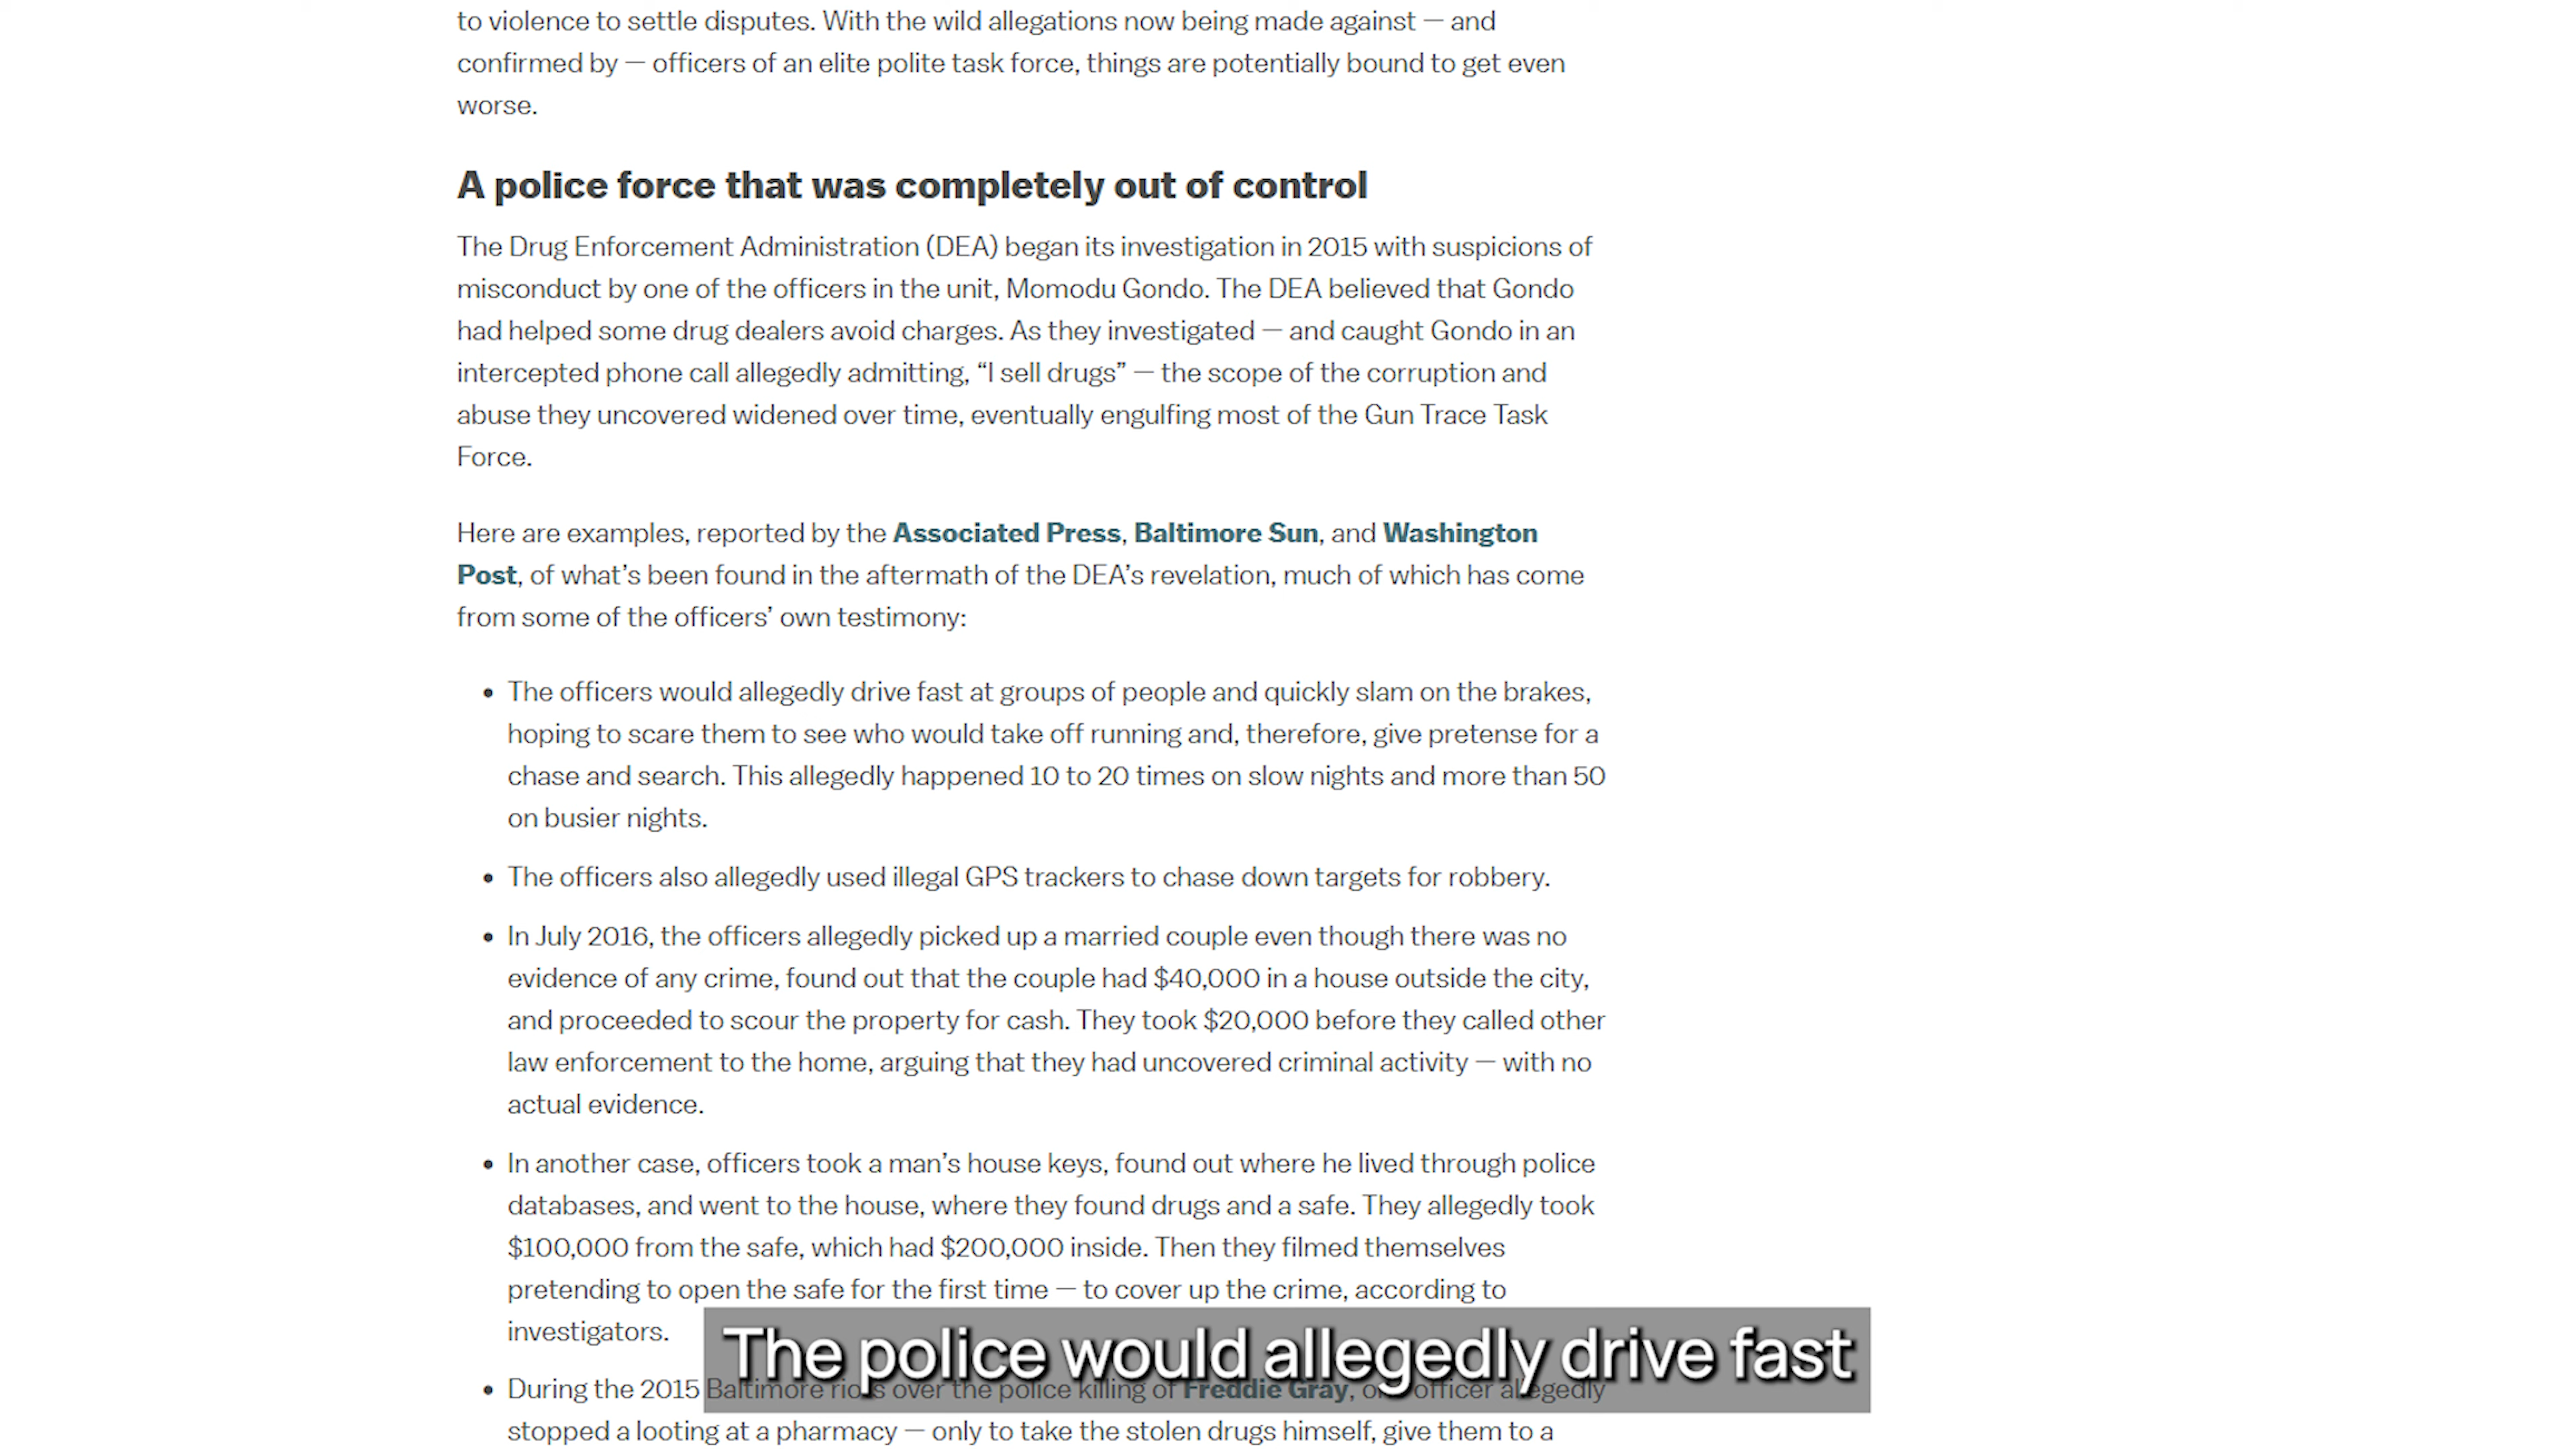 to violence to settle disputes. With the wild allegations now being made against — and
confirmed by — officers of an elite polite task force, things are potentially bound to get even
worse.
A police force that was completely out of control
The Drug Enforcement Administration (DEA) began its investigation in 2015 with suspicions of
misconduct by one of the officers in the unit, Momodu Gondo. The DEA believed that Gondo
had helped some drug dealers avoid charges. As they investigated — and caught Gondo in an
intercepted phone call allegedly admitting, “I sell drugs” — the scope of the corruption and
abuse they uncovered widened over time, eventually engulfing most of the Gun Trace Task
Force.
Here are examples, reported by the Associated Press, Baltimore Sun, and Washington
Post, of what’s been found in the aftermath of the DEA’s revelation, much of which has come
from some of the officers’ own testimony:
• The officers would allegedly drive fast at groups of people and quickly slam on the brakes,
hoping to scare them to see who would take off running and, therefore, give pretense for a
chase and search. This allegedly happened 10 to 20 times on slow nights and more than 50
on busier nights.
• The officers also allegedly used illegal GPS trackers to chase down targets for robbery.
• In July 2016, the officers allegedly picked up a married couple even though there was no
evidence of any crime, found out that the couple had $40,000 in a house outside the city,
and proceeded to scour the property for cash. They took $20,000 before they called other
law enforcement to the home, arguing that they had uncovered criminal activity — with no
actual evidence.
• In another case, officers took a man’s house keys, found out where he lived through police
databases, and went to the house, where they found drugs and a safe. They allegedly took
$100,000 from the safe, which had $200,000 inside. Then they filmed themselves
pretending to open the safe for the first time — to cover up the crime, according to
investigators.
The police would allegedly drive fast
• During the 2015 Baltimore riots over the police killing of Freddie Gray, one officer allegedly
stopped a looting at a pharmacy — only to take the stolen drugs himself, give them to a